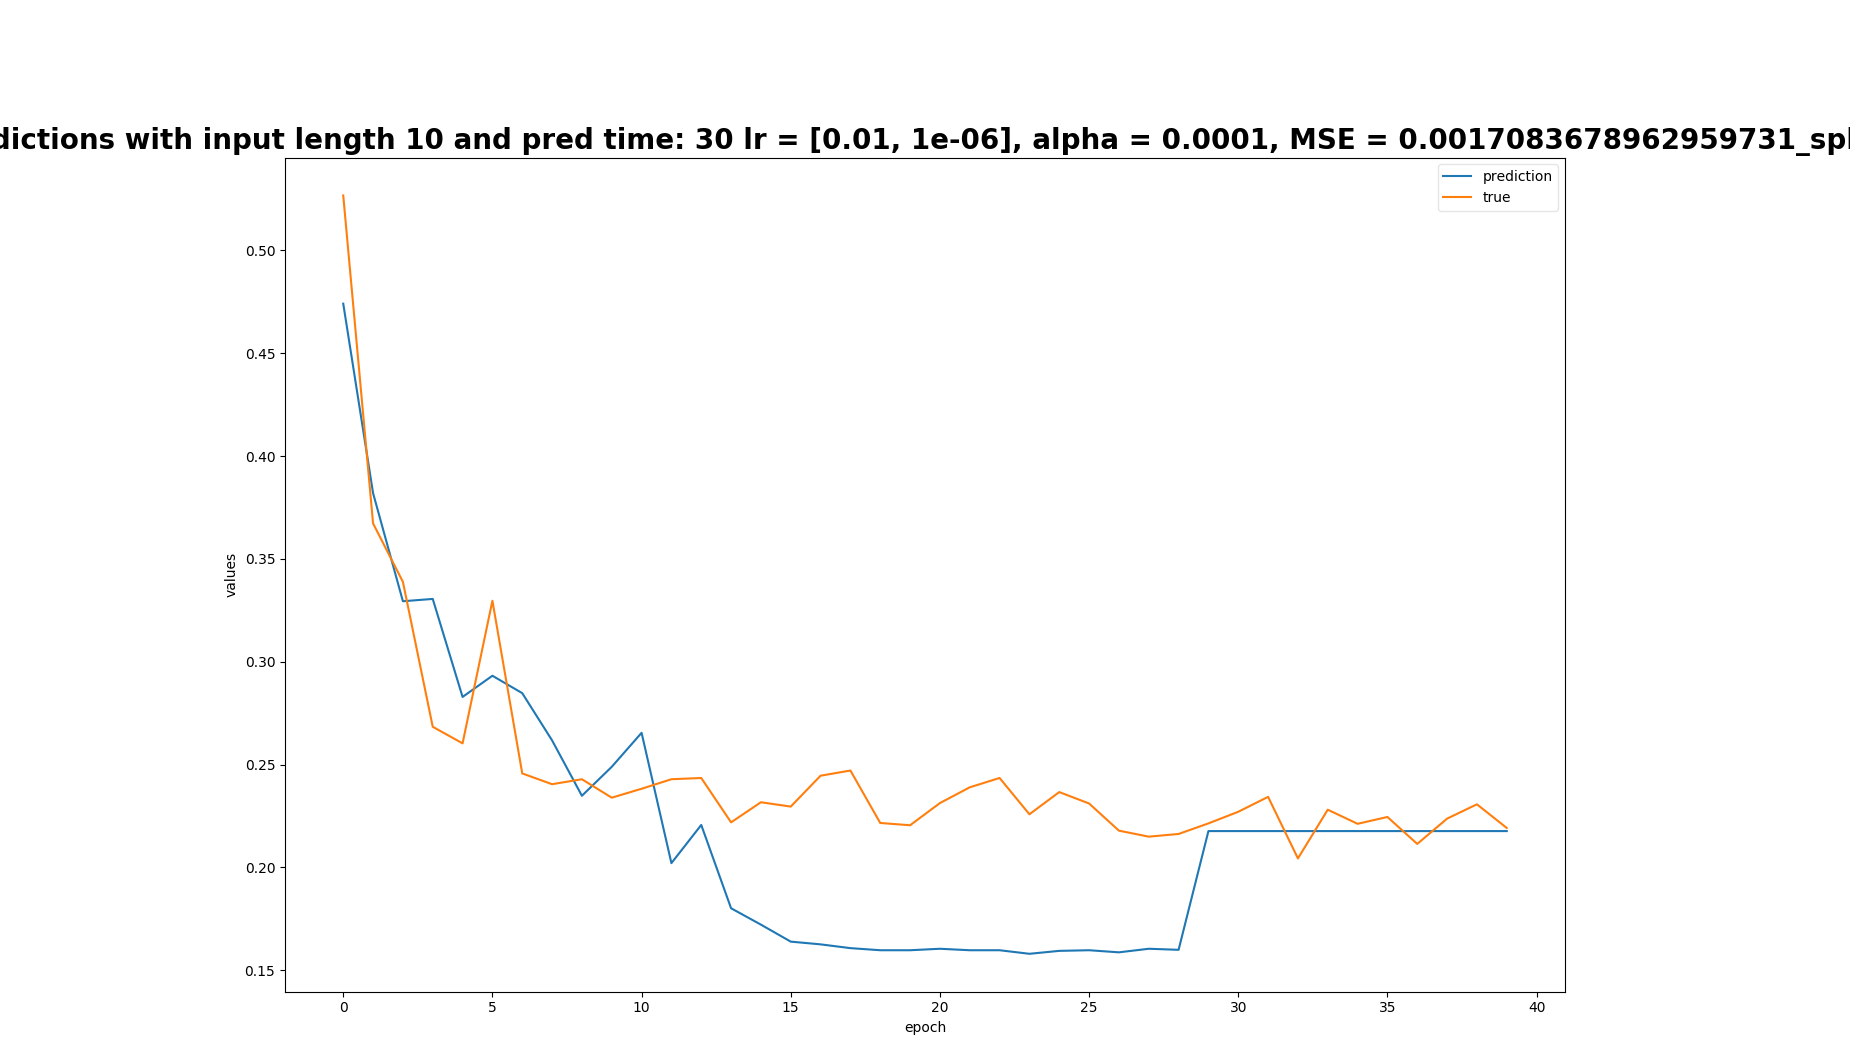 dictions with input length 10 and pred time: 30 lr = [0.01, 1e-06], alpha = 0.0001, MSE = 0.0017083678962959731_spl
prediction
true
0.50
0.45
0.40
0.35
0.30
0.25
0.20
0.15
values
0 5 10 15 20 25 30 35 40
epoch